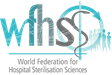 wfhss
World Federation for
Hospital Sterilisation Sciences